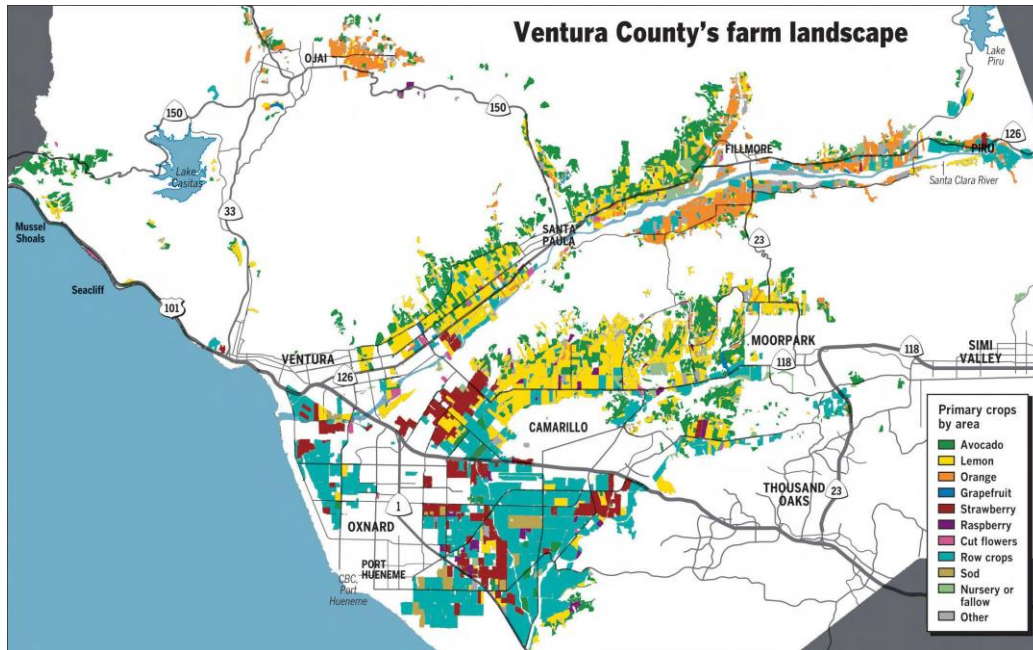 Ventura County's farm landscape
Lake
Piru
OJAI
150
150
126
FILLMORE
PIRU
Lake
Casitas
Santa Clara River
33
SANTA
PAULA
23
Mussel
Shoals
Seacliff
101
VENTURA
MOORPARK
118
118
SIMI
VALLEY
126
CAMARILLO
Primary crops
by area
Avocado
Lemon
Orange
Grapefruit
Strawberry
Raspberry
Cut flowers
Row crops
Sod
Nursery or
fallow
Other
THOUSAND
OAKS
23
1
OXNARD
PORT
HUENEME
CBC,
Port
Hueneme